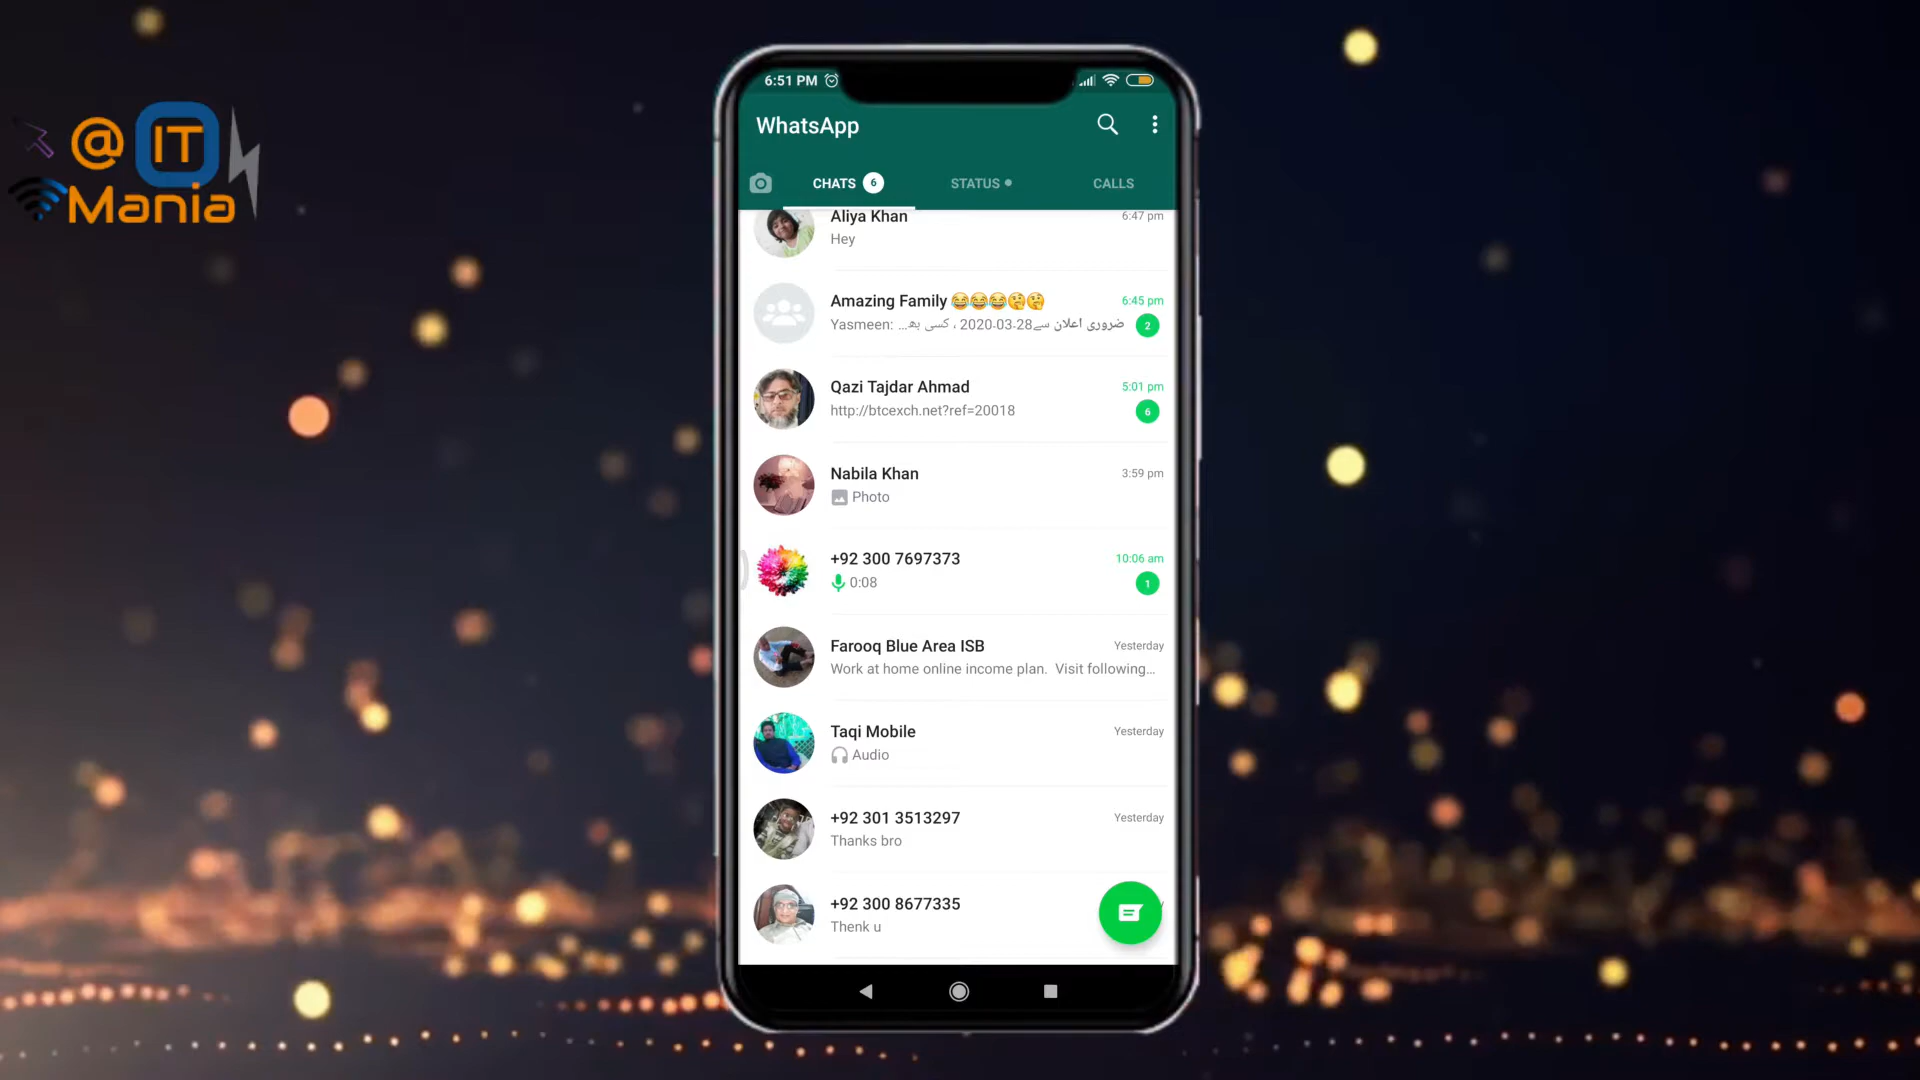 @ IT
Mania
6:51 PM
WhatsApp
CHATS 6
STATUS
CALLS
Aliya Khan
6:47 pm
Hey
Amazing Family 😂😂😂🤔🤔
6:45 pm
Yasmeen: ضروری اعلان سے 28-03-2020 ، کسی بھ...
2
Qazi Tajdar Ahmad
5:01 pm
http://btcexch.net?ref=20018
6
Nabila Khan
3:59 pm
Photo
+92 300 7697373
10:06 am
0:08
1
Farooq Blue Area ISB
Yesterday
Work at home online income plan.  Visit following...
Taqi Mobile
Yesterday
Audio
+92 301 3513297
Yesterday
Thanks bro
+92 300 8677335
Thenk u